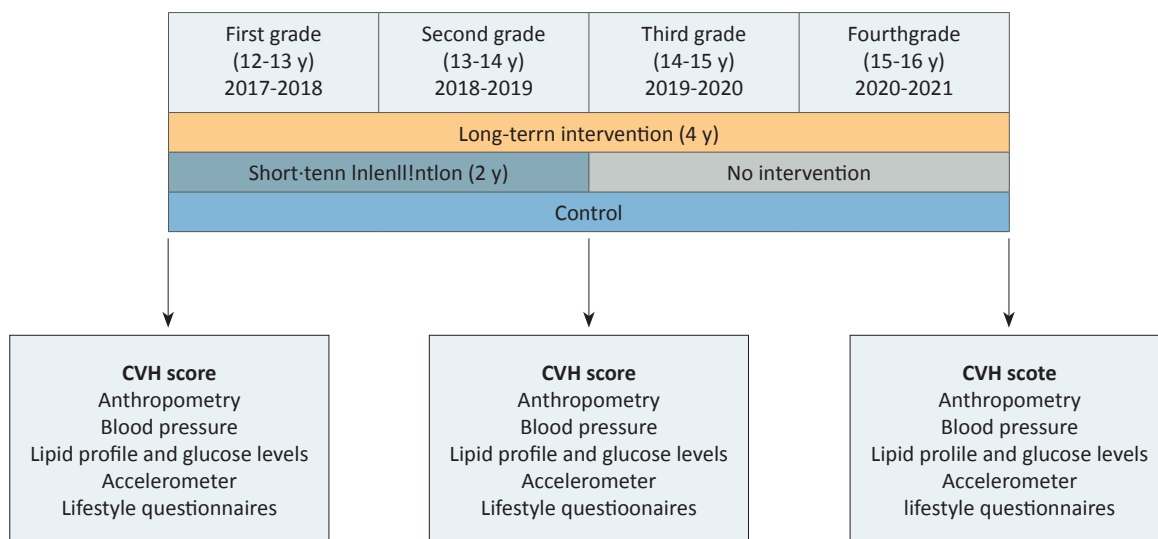 First grade
(12-13 y)
2017-2018
Second grade
(13-14 y)
2018-2019
Third grade
(14-15 y)
2019-2020
Fourthgrade
(15-16 y)
2020-2021
Long-terrn intervention (4 y)
Short·tenn lnlenll!ntlon (2 y)
No intervention
Control
CVH score
Anthropometry
Blood pressure
Lipid profile and glucose levels
Accelerometer
Lifestyle questionnaires
CVH score
Anthropometry
Blood pressure
Lipid profile and glucose levels
Accelerometer
Lifestyle questioonaires
CVH scote
Anthropometry
Blood pressure
Lipid prolile and glucose levels
Accelerometer
lifestyle questionnaires